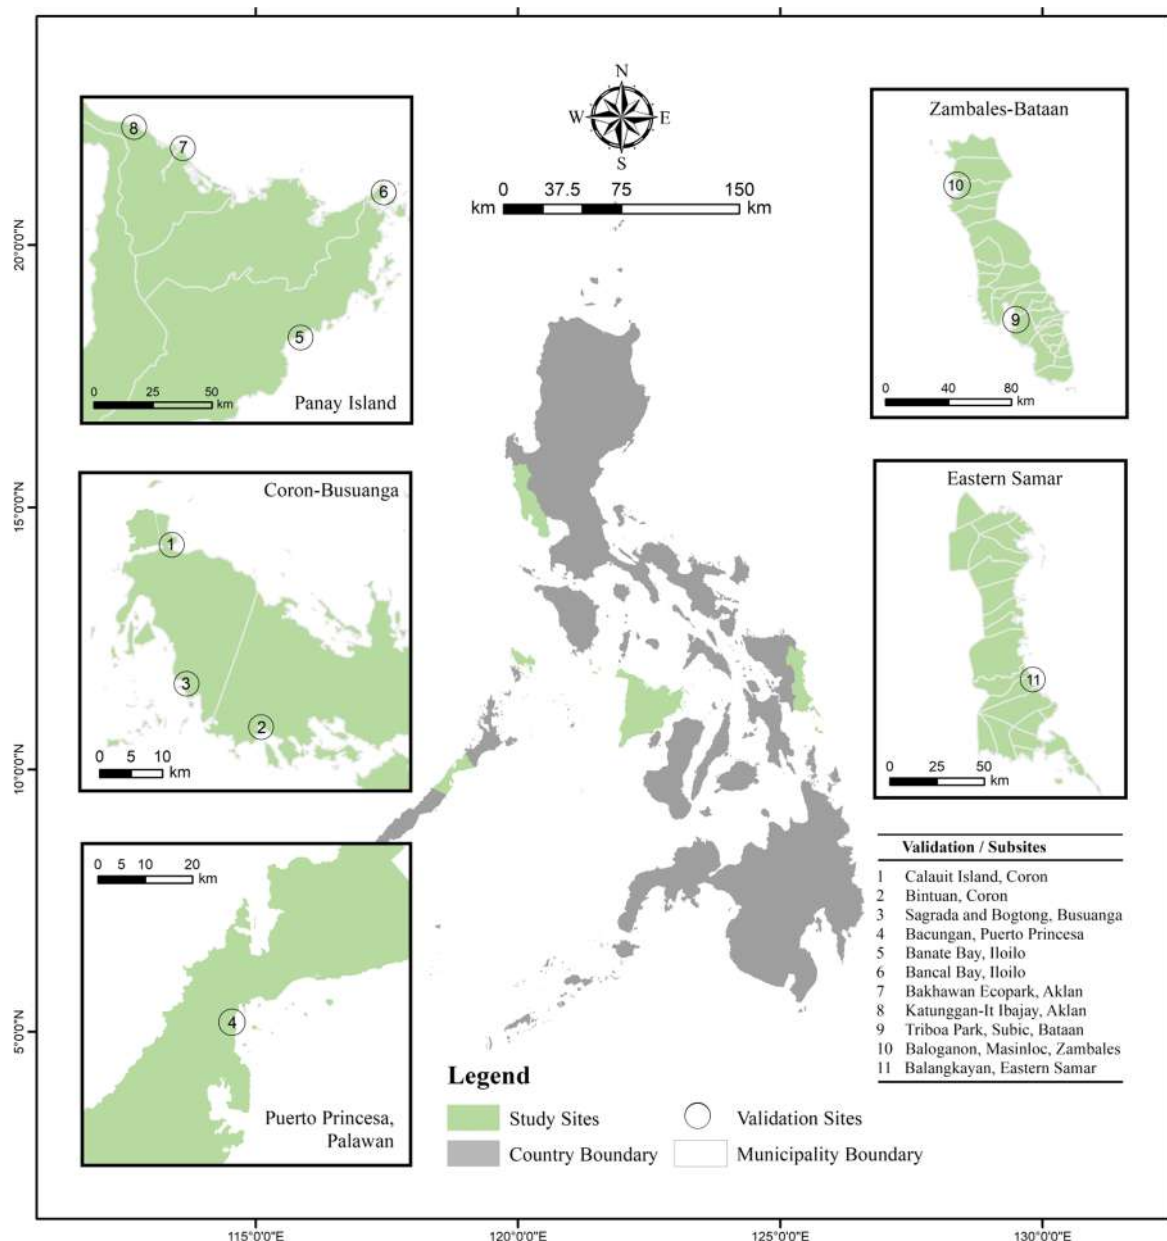 N
W E
S
0 37.5 75 150
km km
20°0'0"N
15°0'0"N
10°0'0"N
5°0'0"N
115°0'0"E 120°0'0"E 125°0'0"E 130°0'0"E
8
7
6
5
0 25 50
km
Panay Island
Coron-Busuanga
1
3
2
0 5 10
km
0 5 10 20
km
4
Puerto Princesa,
Palawan
Zambales-Bataan
10
9
0 40 80
km
Eastern Samar
11
0 25 50
km
Validation / Subsites
1 Calauit Island, Coron
2 Bintuan, Coron
3 Sagrada and Bogtong, Busuanga
4 Bacungan, Puerto Princesa
5 Banate Bay, Iloilo
6 Bancal Bay, Iloilo
7 Bakhawan Ecopark, Aklan
8 Katunggan-It Ibajay, Aklan
9 Triboa Park, Subic, Bataan
10 Baloganon, Masinloc, Zambales
11 Balangkayan, Eastern Samar
Legend
Study Sites Validation Sites
Country Boundary Municipality Boundary